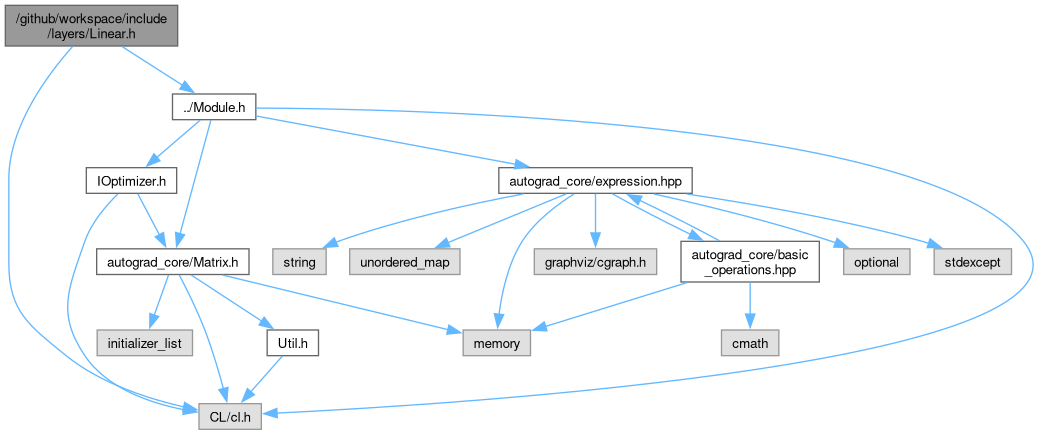 /github/workspace/include
/layers/Linear.h
../Module.h
IOptimizer.h
autograd_core/expression.hpp
autograd_core/Matrix.h
string
unordered_map
graphviz/cgraph.h
autograd_core/basic
_operations.hpp
optional
stdexcept
initializer_list
Util.h
memory
cmath
CL/cl.h